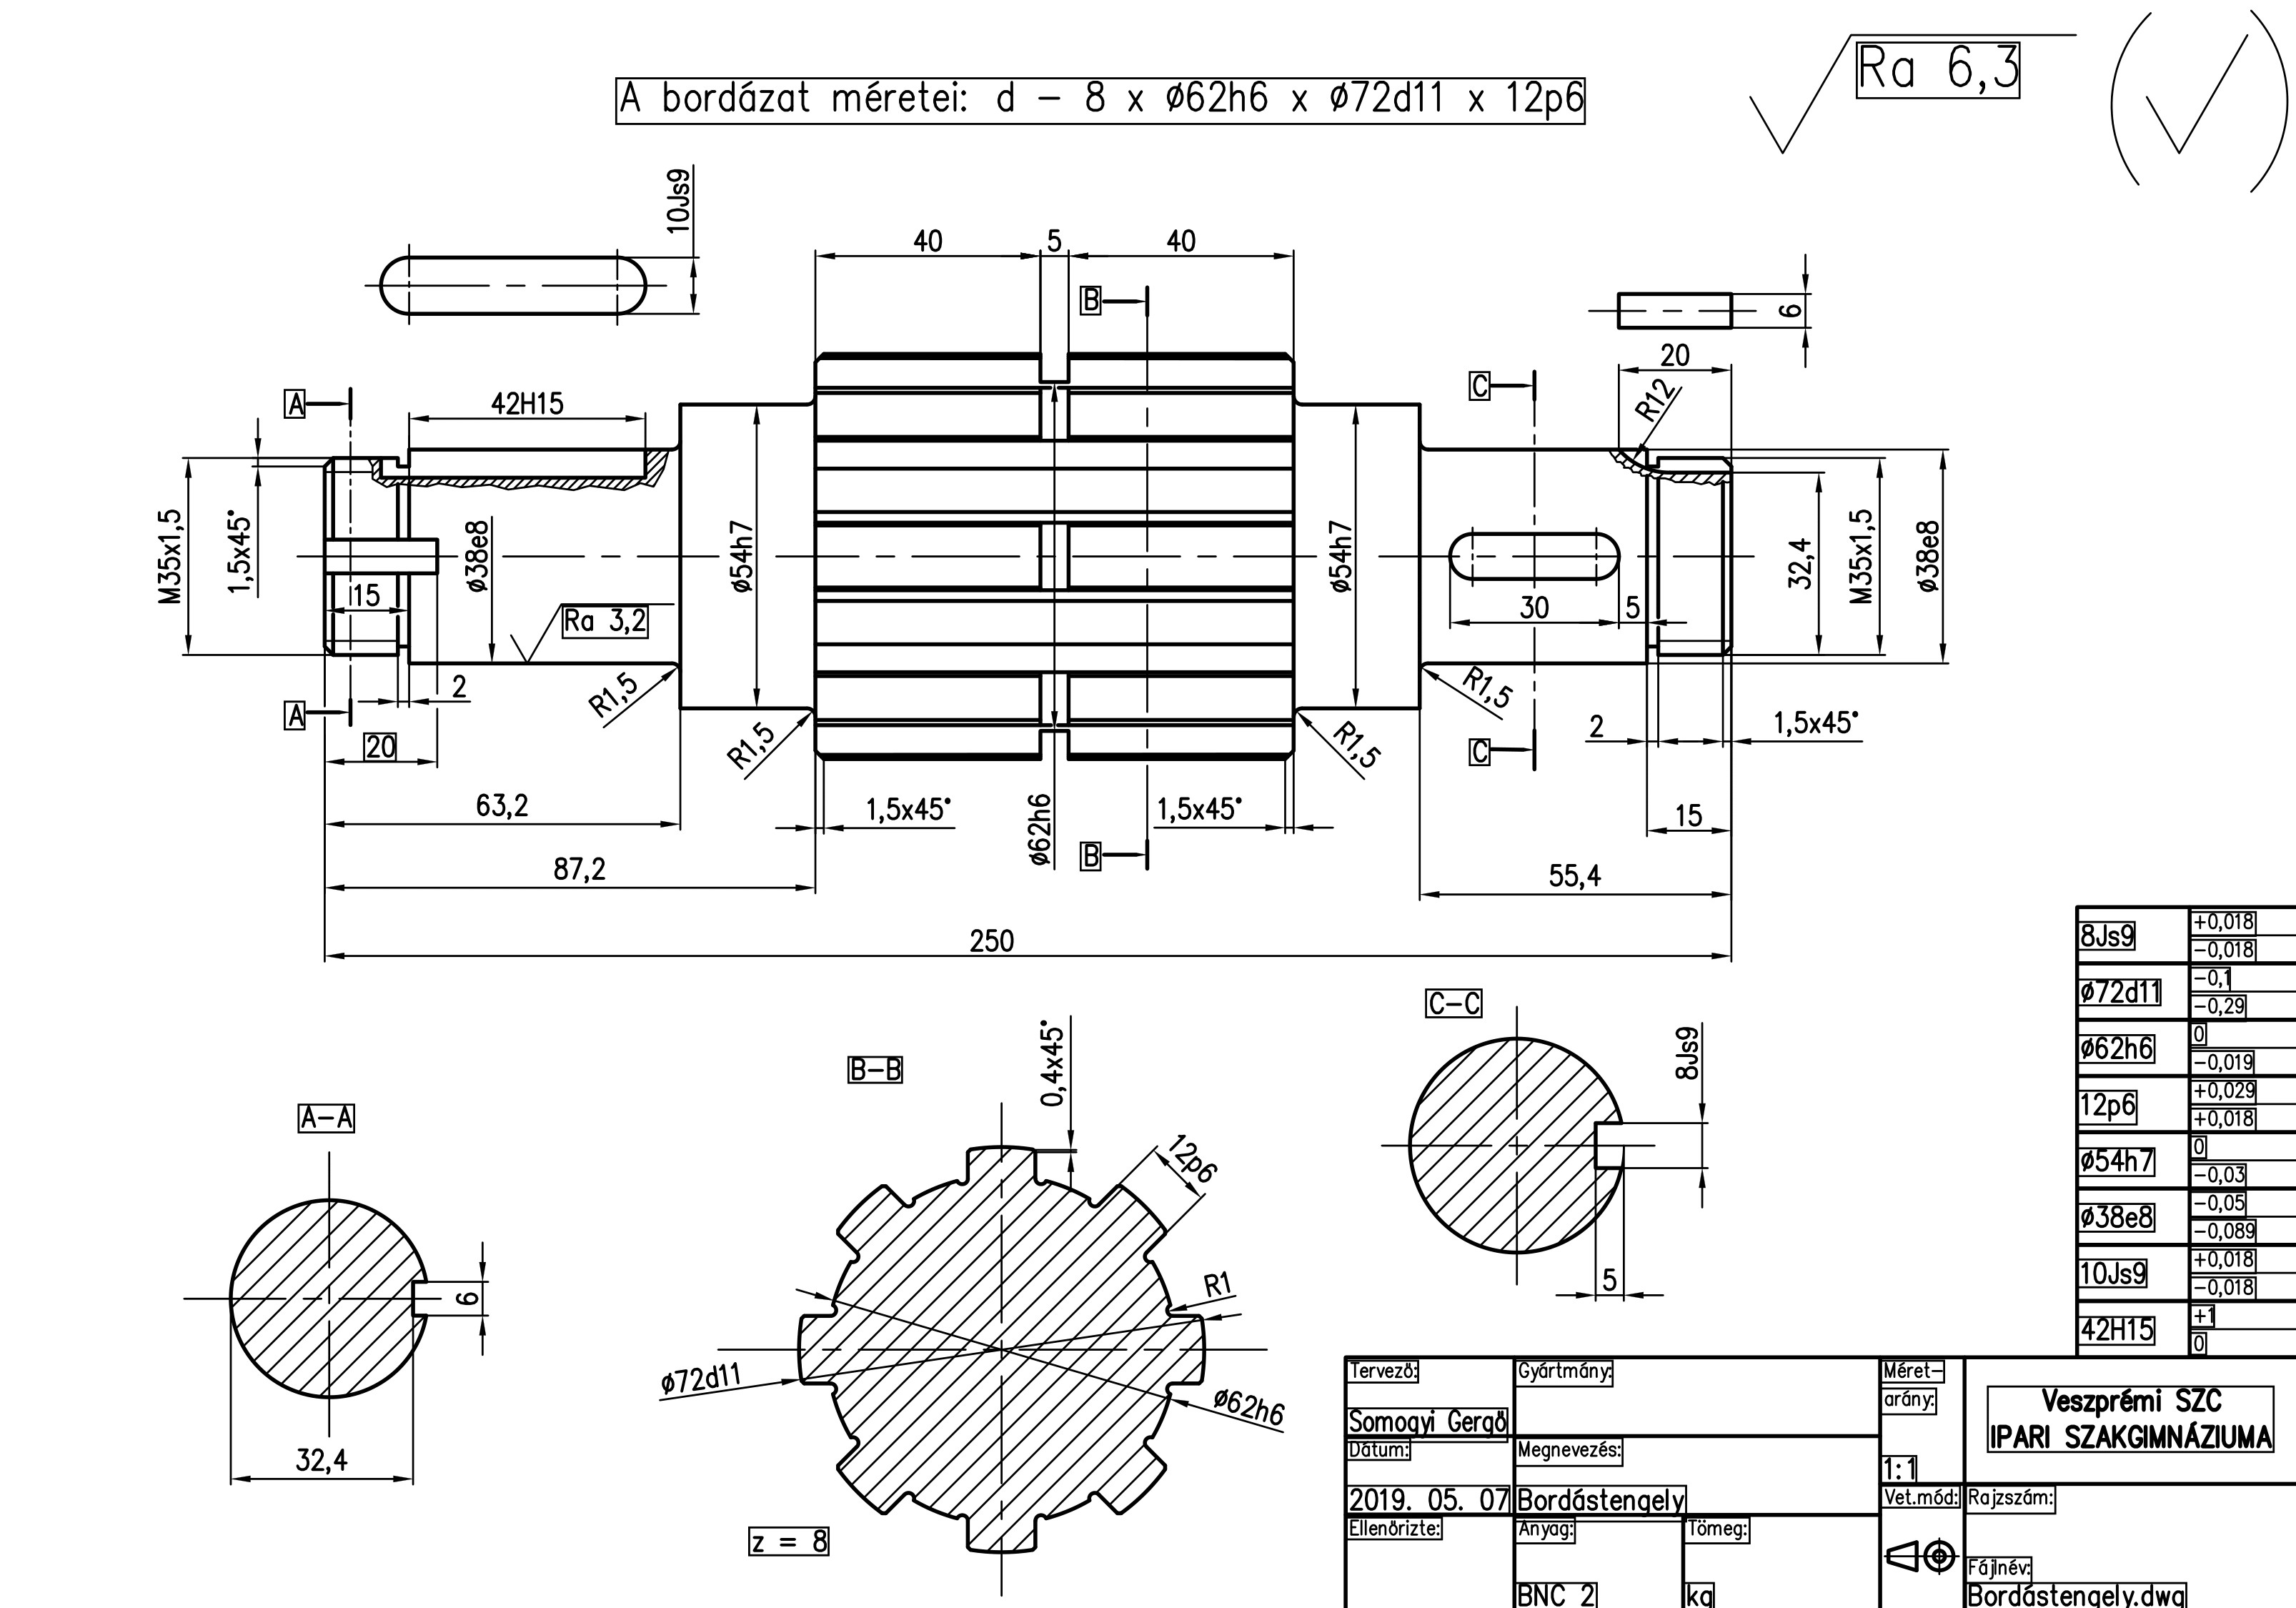 A bordázat méretei: d - 8 x ø62h6 x ø72d11 x 12p6
Ra 6,3
10Js9
40
5
40
B
6
20
R12
C
A
42H15
M35x1,5
1,5x45°
15
ø38e8
Ra 3,2
ø54h7
ø54h7
30
5
32,4
M35x1,5
ø38e8
2
A
20
R1,5
R1,5
R1,5
R1,5
C
2
1,5x45°
63,2
1,5x45°
ø62h6
1,5x45°
B
15
87,2
55,4
250
8Js9
+0,018
-0,018
ø72d11
-0,1
-0,29
ø62h6
0
-0,019
12p6
+0,029
+0,018
ø54h7
0
-0,03
ø38e8
-0,05
-0,089
10Js9
+0,018
-0,018
42H15
+1
0
A-A
6
32,4
B-B
0,4x45°
12p6
R1
ø72d11
ø62h6
z = 8
C-C
8Js9
5
Tervező:
Somogyi Gergő
Gyártmány:
Méret-
arány:
1:1
Veszprémi SZC
IPARI SZAKGIMNÁZIUMA
Dátum:
2019. 05. 07
Megnevezés:
Bordástengely
Vet.mód:
Rajzszám:
Ellenőrizte:
Anyag:
BNC 2
Tömeg:
kg
Fájlnév:
Bordástengely.dwg